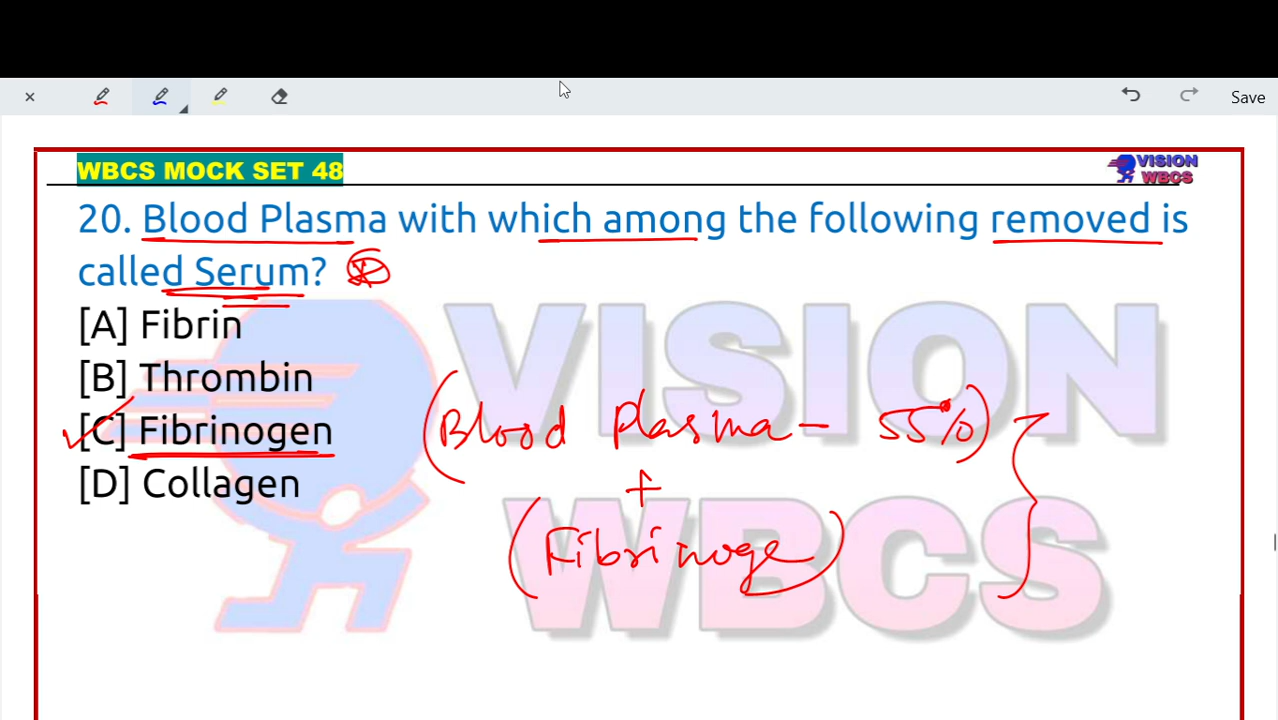 Save
WBCS MOCK SET 48
VISION
WBCS
20. Blood Plasma with which among the following removed is
called Serum?
[A] Fibrin
[B] Thrombin
[C] Fibrinogen
[D] Collagen
(Blood Plasma - 55%)
+
(Fibrinoge)
VISION
WBCS